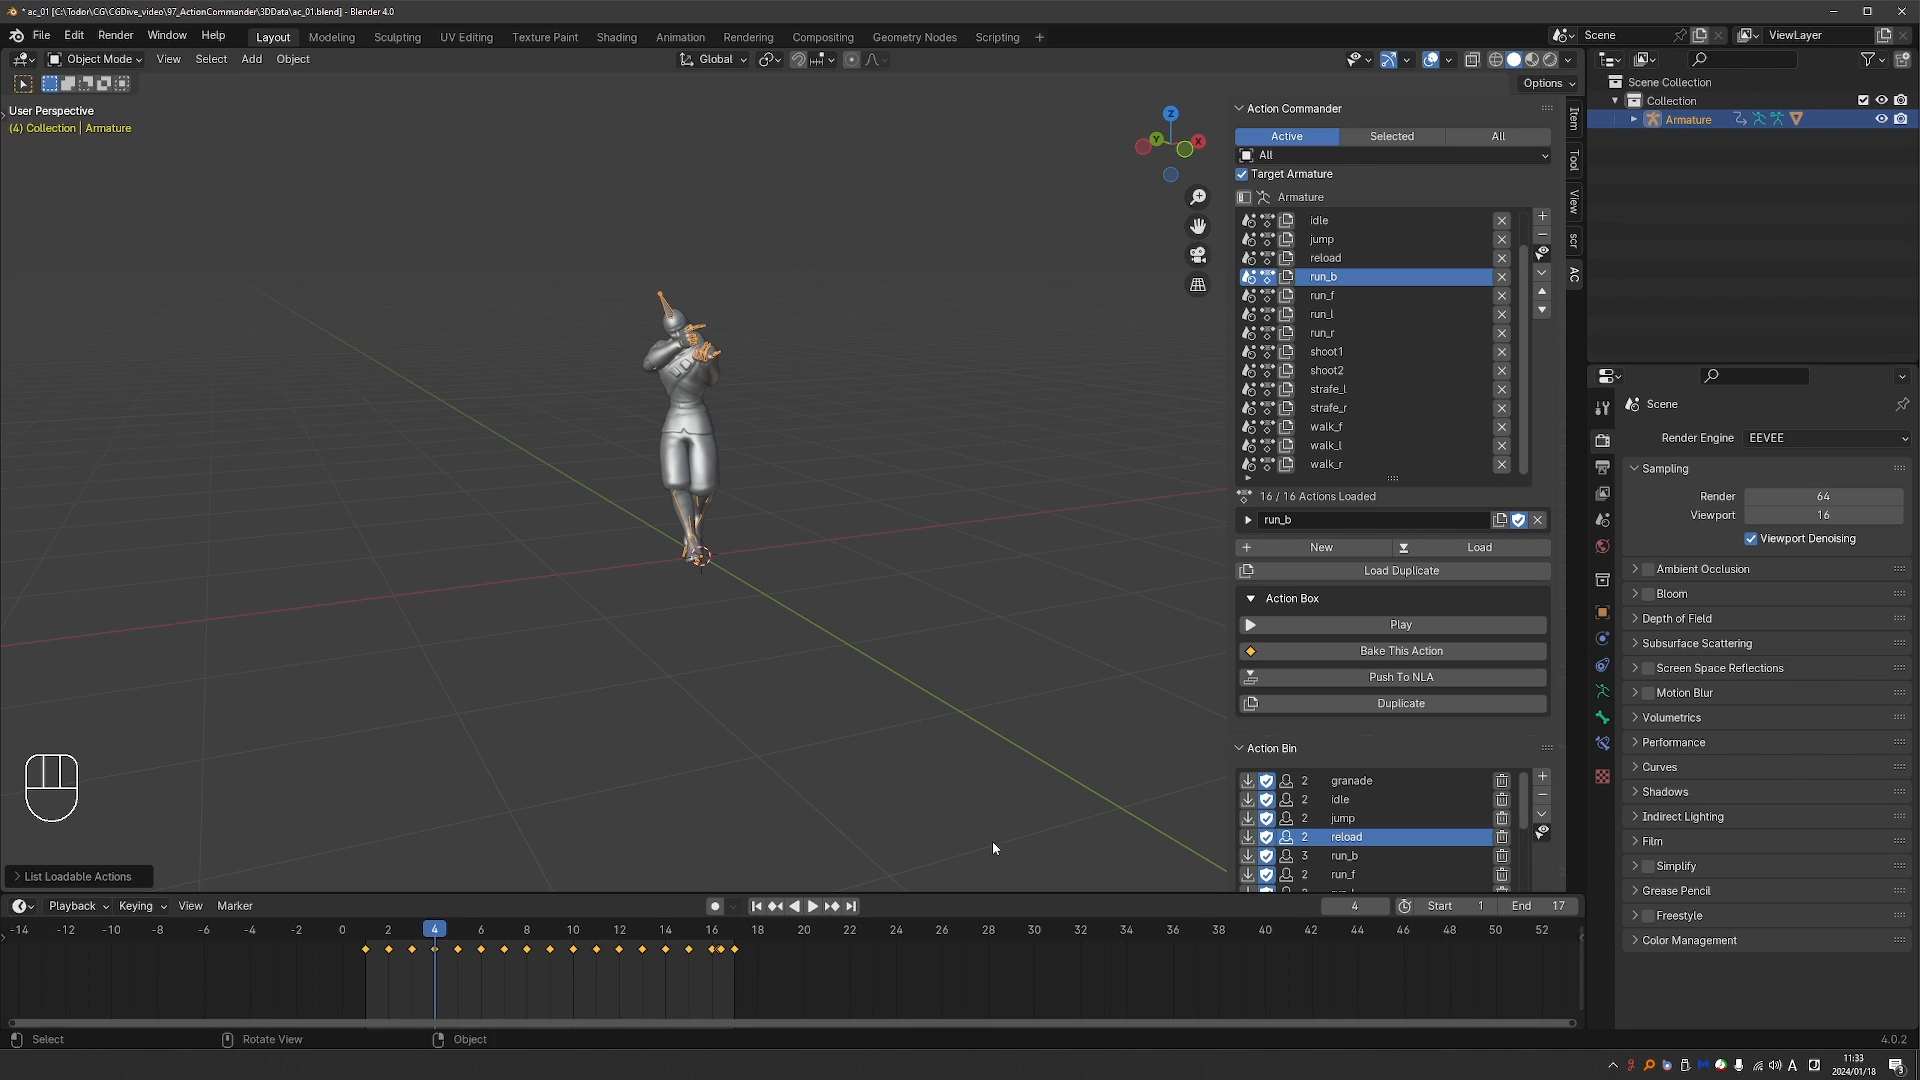 * ac_01 [C:\Todor\CG\CGDive_video\97_ActionCommander\3DData\ac_01.blend] - Blender 4.0
File Edit Render Window Help Layout Modeling Sculpting UV Editing Texture Paint Shading Animation Rendering Compositing Geometry Nodes Scripting + Scene ViewLayer
Object Mode View Select Add Object Global
Options
User Perspective
(4) Collection | Armature
Z
Y
X
Action Commander
Active Selected All
All
Target Armature
Armature
idle
jump
reload
run_b
run_f
run_l
run_r
shoot1
shoot2
strafe_l
strafe_r
walk_f
walk_l
walk_r
16 / 16 Actions Loaded
run_b
New Load
Load Duplicate
Action Box
Play
Bake This Action
Push To NLA
Duplicate
Action Bin
2 granade
2 idle
2 jump
2 reload
3 run_b
2 run_f
Item
Tool
View
scr
AC
Scene Collection
Collection
Armature
Scene
Render Engine EEVEE
Sampling
Render 64
Viewport 16
Viewport Denoising
Ambient Occlusion
Bloom
Depth of Field
Subsurface Scattering
Screen Space Reflections
Motion Blur
Volumetrics
Performance
Curves
Shadows
Indirect Lighting
Film
Simplify
Grease Pencil
Freestyle
Color Management
List Loadable Actions
Playback Keying View Marker 4 Start 1 End 17
-14 -12 -10 -8 -6 -4 -2 0 2 4 6 8 10 12 14 16 18 20 22 24 26 28 30 32 34 36 38 40 42 44 46 48 50 52
Select Rotate View Object 4.0.2
A 11:33
2024/01/18 3